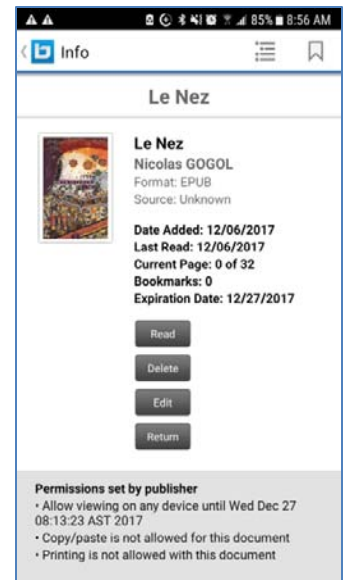 85% 8:56 AM
Info
Le Nez
Le Nez
Nicolas GOGOL
Format: EPUB
Source: Unknown
Date Added: 12/06/2017
Last Read: 12/06/2017
Current Page: 0 of 32
Bookmarks: 0
Expiration Date: 12/27/2017
Read
Delete
Edit
Return
Permissions set by publisher
• Allow viewing on any device until Wed Dec 27
08:13:23 AST 2017
• Copy/paste is not allowed for this document
• Printing is not allowed with this document